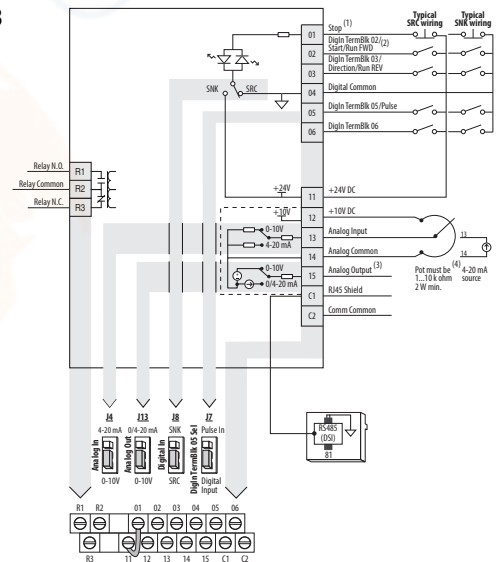 3
Typical
SRC wiring
Typical
SNK wiring
01
Stop (1)
02
DigIn TermBlk 02/
Start/Run FWD (2)
03
DigIn TermBlk 03/
Direction/Run REV
SNK
SRC
04
Digital Common
05
DigIn TermBlk 05/Pulse
06
DigIn TermBlk 06
Relay N.O.
R1
Relay Common
R2
Relay N.C.
R3
+24V
11
+24V DC
+10V
12
+10V DC
0-10V
4-20 mA
13
Analog Input
14
Analog Common
0-10V
0/4-20 mA
15
Analog Output (3)
C1
RJ45 Shield
C2
Comm Common
13
14
Pot must be
1...10 k ohm
2 W min.
(4)
4-20 mA
source
J4
J13
J8
J7
4-20 mA
0/4-20 mA
SNK
Pulse In
Analog In
Analog Out
Digital In
DigIn TermBlk 05 Sel
0-10V
0-10V
SRC
Digital
Input
RS485
(DSI)
81
R1 R2 01 02 03 04 05 06
R3 11 12 13 14 15 C1 C2